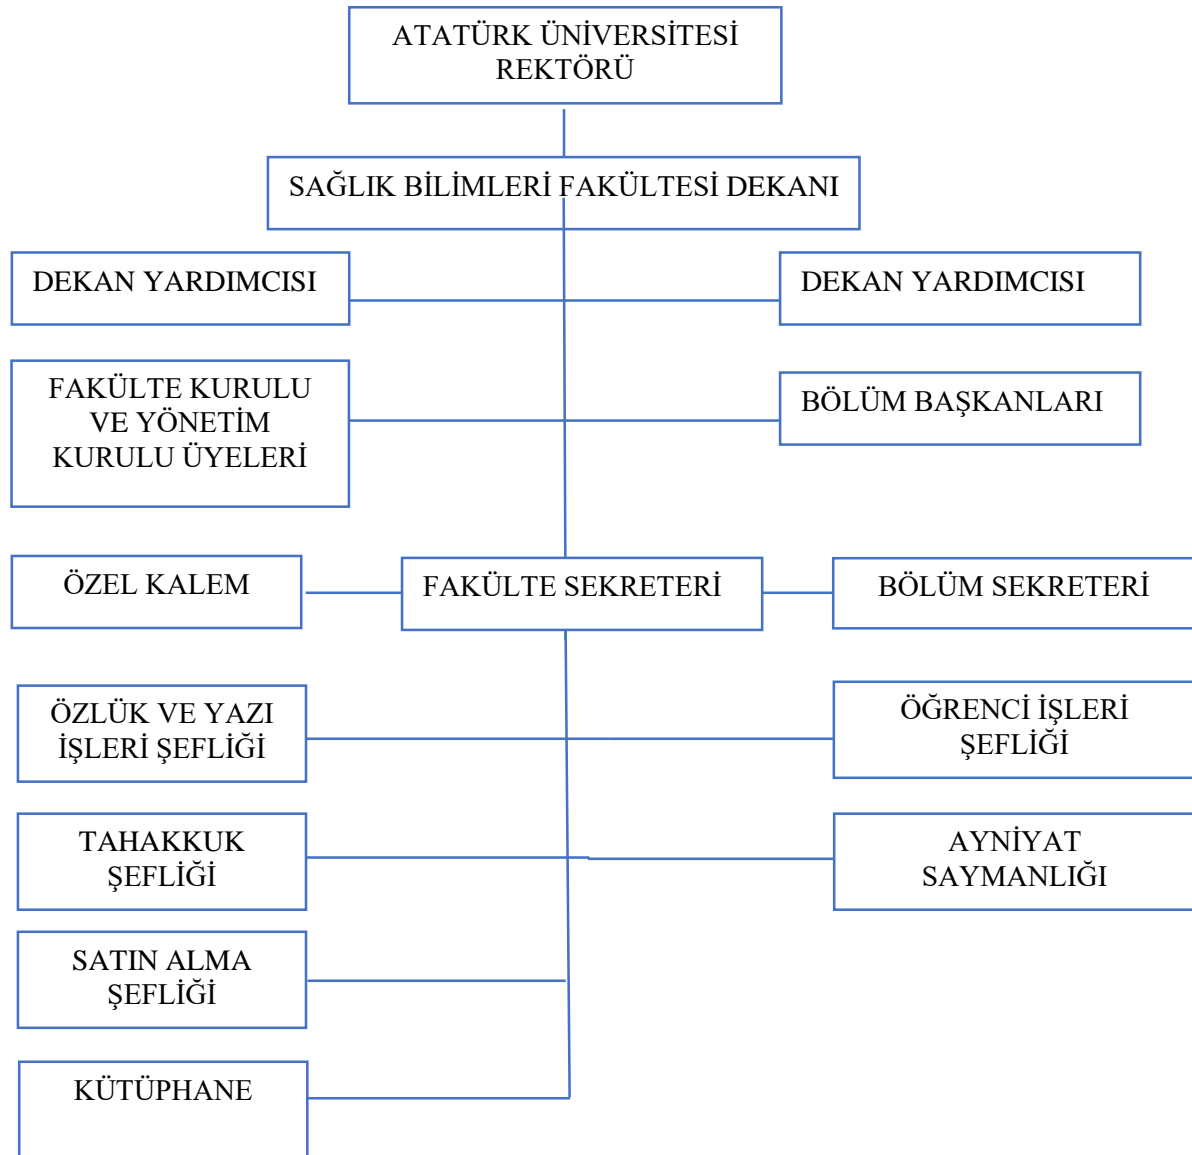 ATATÜRK ÜNİVERSİTESİ
REKTÖRÜ
SAĞLIK BİLİMLERİ FAKÜLTESİ DEKANI
DEKAN YARDIMCISI
DEKAN YARDIMCISI
FAKÜLTE KURULU
VE YÖNETİM
KURULU ÜYELERİ
BÖLÜM BAŞKANLARI
ÖZEL KALEM
FAKÜLTE SEKRETERİ
BÖLÜM SEKRETERİ
ÖZLÜK VE YAZI
İŞLERİ ŞEFLİĞİ
ÖĞRENCİ İŞLERİ
ŞEFLİĞİ
TAHAKKUK
ŞEFLİĞİ
AYNİYAT
SAYMANLIĞI
SATIN ALMA
ŞEFLİĞİ
KÜTÜPHANE